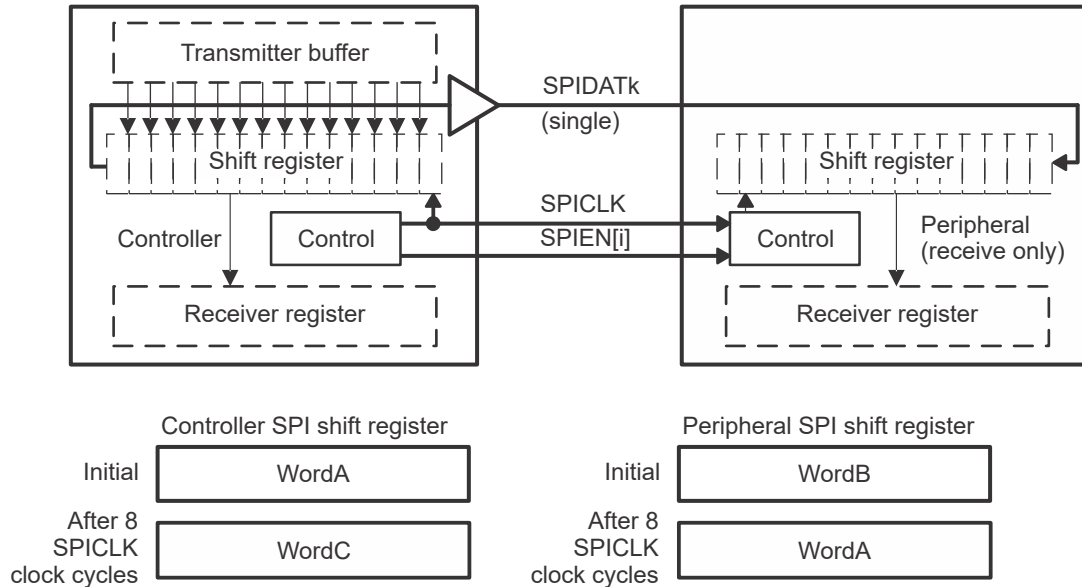 Transmitter buffer
SPIDATk
(single)
Shift register
Shift register
SPICLK
SPIEN[i]
Controller
Control
Control
Peripheral
(receive only)
Receiver register
Receiver register
Controller SPI shift register
Peripheral SPI shift register
Initial
WordA
Initial
WordB
After 8
SPICLK
clock cycles
WordC
After 8
SPICLK
clock cycles
WordA